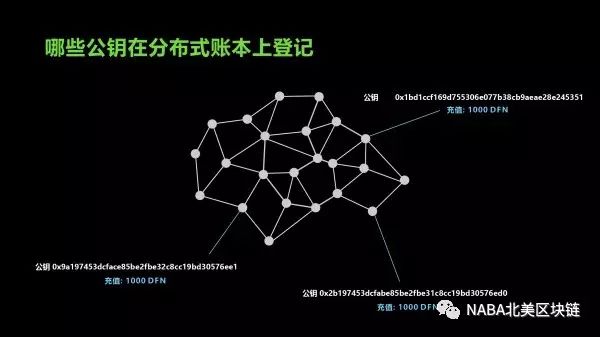 哪些公钥在分布式账本上登记
公钥 0x1bd1ccf169d755306e077b38cb9aeae28e245351
充值: 1000 DFN
公钥 0x9a197453dcface85be2fbe32c8cc19bd30576ee1
充值: 1000 DFN
公钥 0x2b197453dcfabe85be2fbe31c8cc19bd30576ed0
充值: 1000 DFN
NABA北美区块链